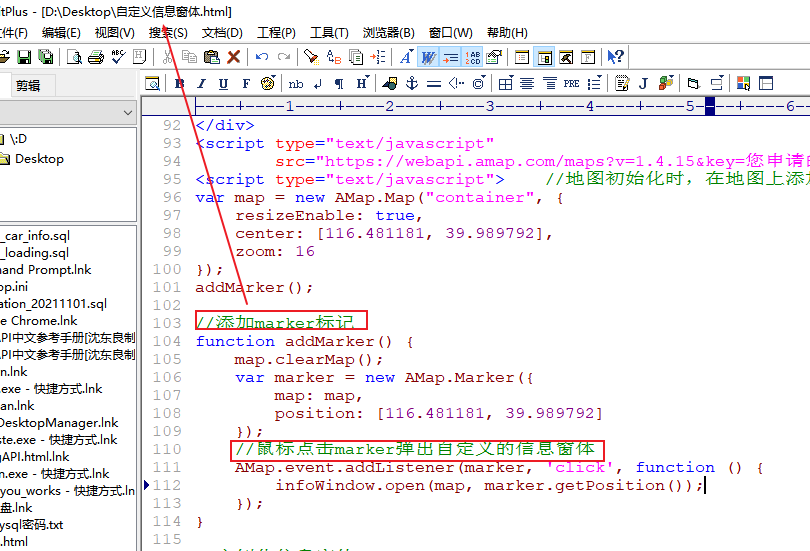 itPlus - [D:\Desktop\自定义信息窗体.html]
件(F) 编辑(E) 视图(V) 搜索(S) 文档(D) 工程(P) 工具(T) 浏览器(B) 窗口(W) 帮助(H)
剪辑
B I U F nb ¶ H PRE J
----+----1----+----2----+----3----+----4----+----5----+----6-
\:D
Desktop
_car_info.sql
_loading.sql
hand Prompt.lnk
op.ini
ation_20211101.sql
e Chrome.lnk
PI中文参考手册[沈东良制
PI中文参考手册[沈东良制
n.lnk
.exe - 快捷方式.lnk
an.lnk
DesktopManager.lnk
ste.exe - 快捷方式.lnk
gAPI.html.lnk
n.exe - 快捷方式.lnk
you_works - 快捷方式.ln
盘.lnk
ysql密码.txt
.html
92 </div>
93 <script type="text/javascript"
94 src="https://webapi.amap.com/maps?v=1.4.15&key=您申请的
95 <script type="text/javascript"> //地图初始化时，在地图上添加
96 var map = new AMap.Map("container", {
97 resizeEnable: true,
98 center: [116.481181, 39.989792],
99 zoom: 16
100 });
101 addMarker();
102
103 //添加marker标记
104 function addMarker() {
105 map.clearMap();
106 var marker = new AMap.Marker({
107 map: map,
108 position: [116.481181, 39.989792]
109 });
110 //鼠标点击marker弹出自定义的信息窗体
111 AMap.event.addListener(marker, 'click', function () {
112 infoWindow.open(map, marker.getPosition());
113 });
114 }
115